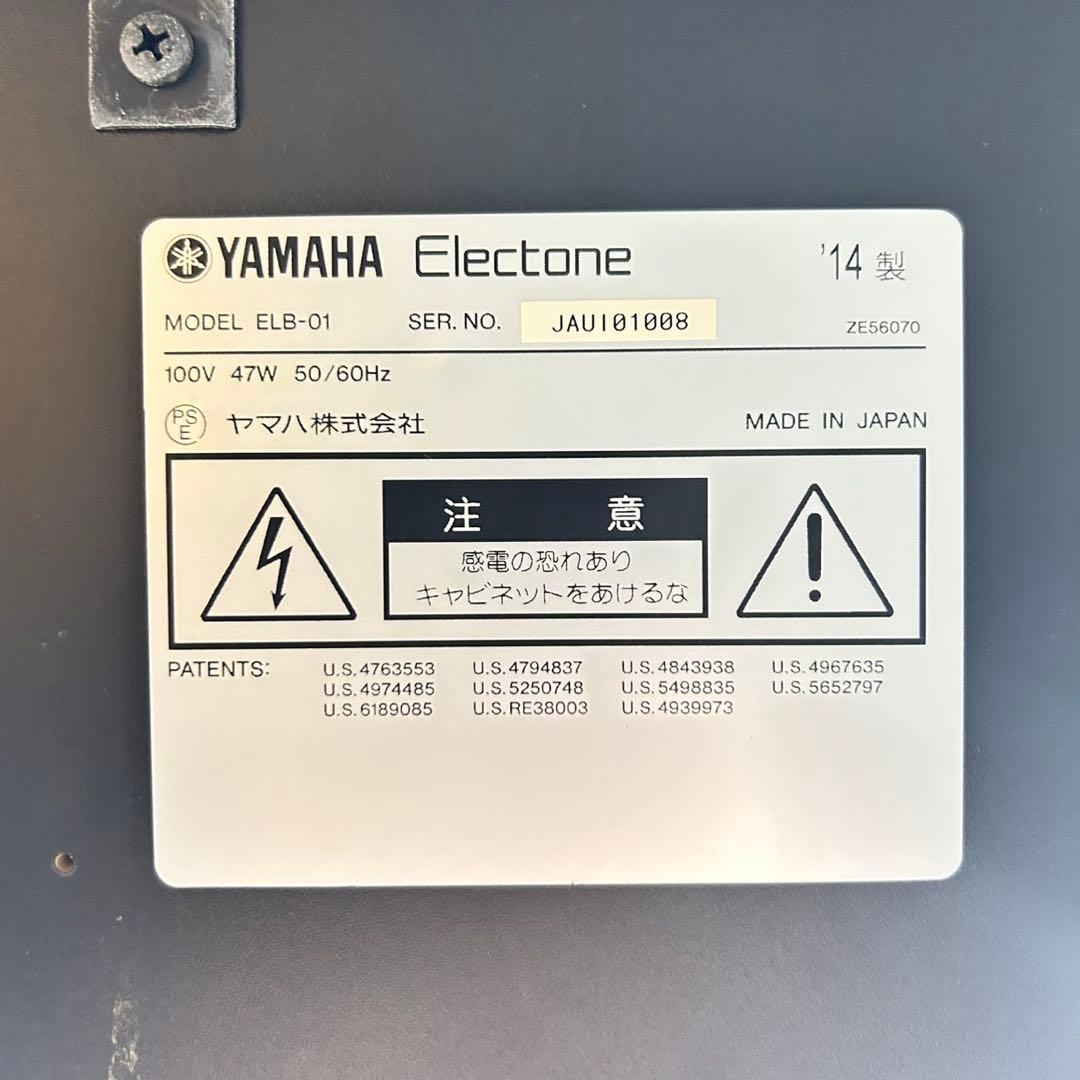 YAMAHA Electone '14 製
MODEL ELB-01 SER. NO. JAUI01008 ZE56070
100V 47W 50/60Hz
PS E ヤマハ株式会社 MADE IN JAPAN
注意
感電の恐れあり
キャビネットをあけるな
PATENTS: U.S.4763553 U.S.4794837 U.S.4843938 U.S.4967635
U.S.4974485 U.S.5250748 U.S.5498835 U.S.5652797
U.S.6189085 U.S.RE38003 U.S.4939973